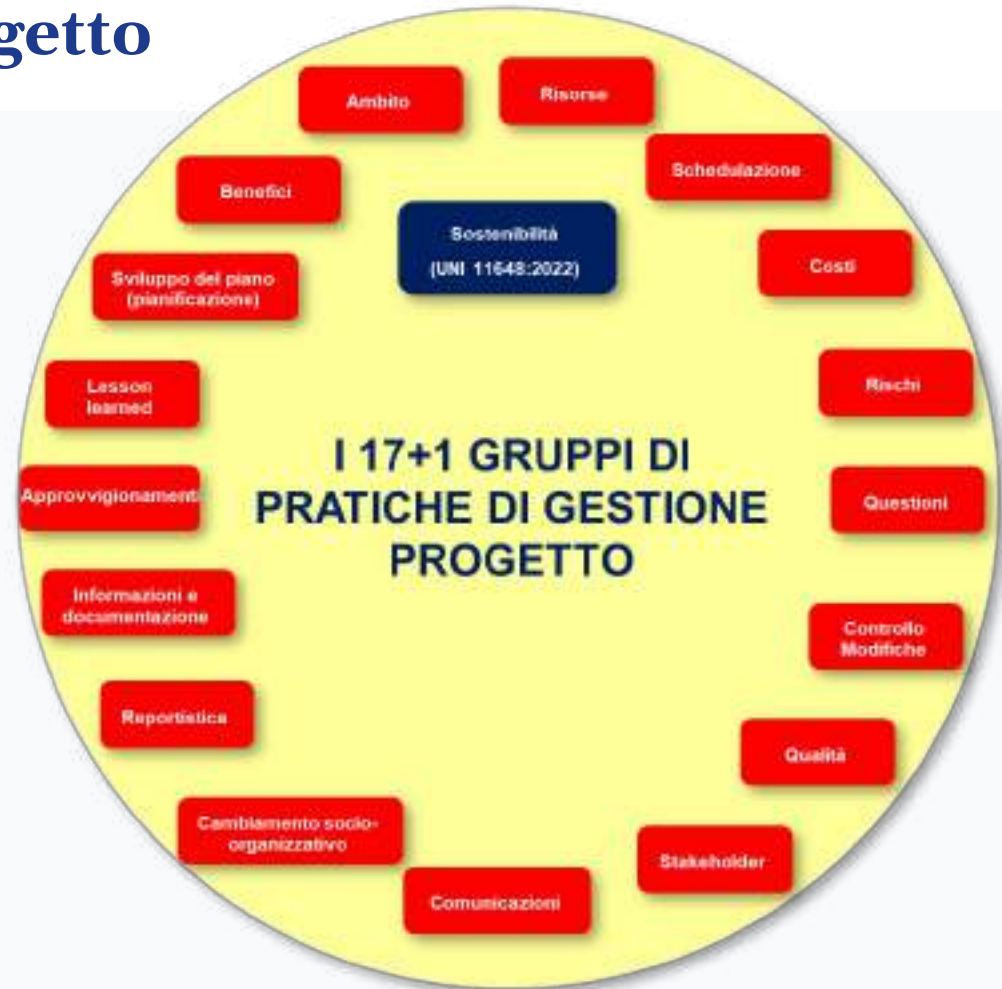 getto
Ambito
Risorse
Schedulazione
Benefici
Sostenibilità
(UNI 11648:2022)
Costi
Sviluppo del piano
(pianificazione)
Rischi
Lesson
learned
I 17+1 GRUPPI DI
PRATICHE DI GESTIONE
PROGETTO
Approvvigionament
Questioni
Informazioni e
documentazione
Controllo
Modifiche
Reportistica
Qualità
Cambiamento socio-
organizzativo
Stakeholder
Comunicazioni